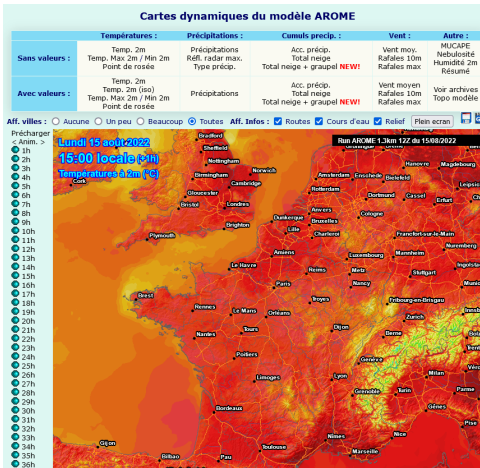 Cartes dynamiques du modèle AROME
Températures : Précipitations : Cumuls precip. : Vent : Autre :
Sans valeurs :
Temp. 2m
Temp. Max 2m / Min 2m
Point de rosée
Précipitations
Réfl. radar max.
Type précip.
Acc. précip.
Total neige
Total neige + graupel NEW!
Vent moy.
Rafales 10m
Rafales max
MUCAPE
Nebulosité
Humidité 2m
Résumé
Avec valeurs :
Temp. 2m
Temp. 2m (iso)
Temp. Max 2m / Min 2m
Point de rosée
Précipitations
Acc. précip.
Total neige
Total neige + graupel NEW!
Vent moyen
Rafales 10m
Rafales max
Voir archives
Topo modèle
Aff. villes : Aucune Un peu Beaucoup Toutes Aff. Infos : Routes Cours d'eau Relief Plein ecran
Précharger
< Anim. >
1h
2h
3h
4h
5h
6h
7h
8h
9h
10h
11h
12h
13h
14h
15h
16h
17h
18h
19h
20h
21h
22h
23h
24h
25h
26h
27h
28h
29h
30h
31h
32h
33h
34h
35h
36h
Lundi 15 août 2022
15:00 locale (+1h)
Températures à 2m (°C)
Run AROME 1.3km 12Z du 15/08/2022
Bradford
Sheffield
Nottingham
Hanovre Magdebourg
Birmingham Norwich
Amsterdam Enschede Bielefeld
Cork
Cambridge
Gloucester
Rotterdam
Dortmund Cassel
Bristol Londres
Erfurt
Anvers
Cologne
Dunkerque Bruxelles
Brighton
Lille
Charleroi
Plymouth
Francfort-sur-le-Main
Nuremberg
Amiens
Luxembourg Mannheim
Le Havre
Reims Metz
Stuttgart
Paris
Nancy
Brest
Troyes
Fribourg-en-Brisgau
Rennes Le Mans Orléans
Zurich
Nantes Tours
Dijon
Berne
Poitiers
Genève
Limoges
Lyon
Milan
Grenoble Turin
Parme
Bordeaux
Gênes
Pise
Nîmes
Nice
Gijon
Toulouse
Marseille
Bilbao
Pau